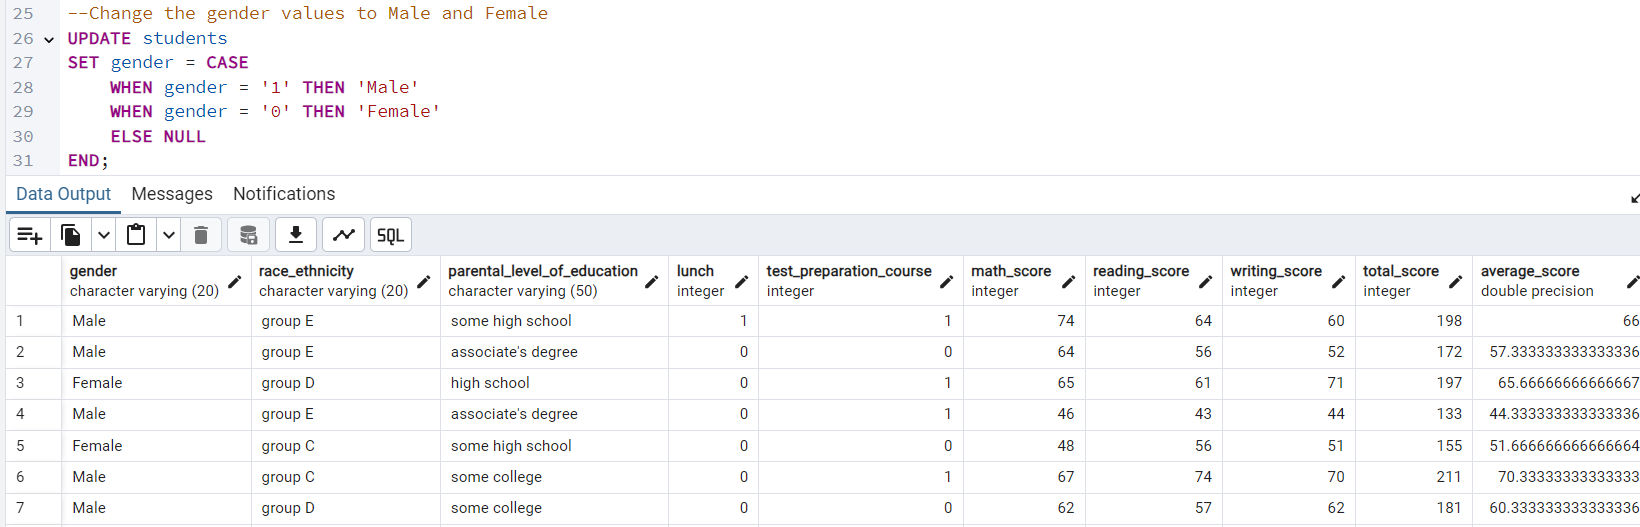 25 --Change the gender values to Male and Female
26 UPDATE students
27 SET gender = CASE
28 WHEN gender = '1' THEN 'Male'
29 WHEN gender = '0' THEN 'Female'
30 ELSE NULL
31 END;
Data Output Messages Notifications
SQL
gender race_ethnicity parental_level_of_education lunch test_preparation_course math_score reading_score writing_score total_score average_score
character varying (20) character varying (20) character varying (50) integer integer integer integer integer integer double precision
1 Male group E some high school 1 1 74 64 60 198 66
2 Male group E associate's degree 0 0 64 56 52 172 57.333333333333336
3 Female group D high school 0 1 65 61 71 197 65.66666666666667
4 Male group E associate's degree 0 1 46 43 44 133 44.333333333333336
5 Female group C some high school 0 0 48 56 51 155 51.666666666666664
6 Male group C some college 0 1 67 74 70 211 70.33333333333333
7 Male group D some college 0 0 62 57 62 181 60.333333333333336